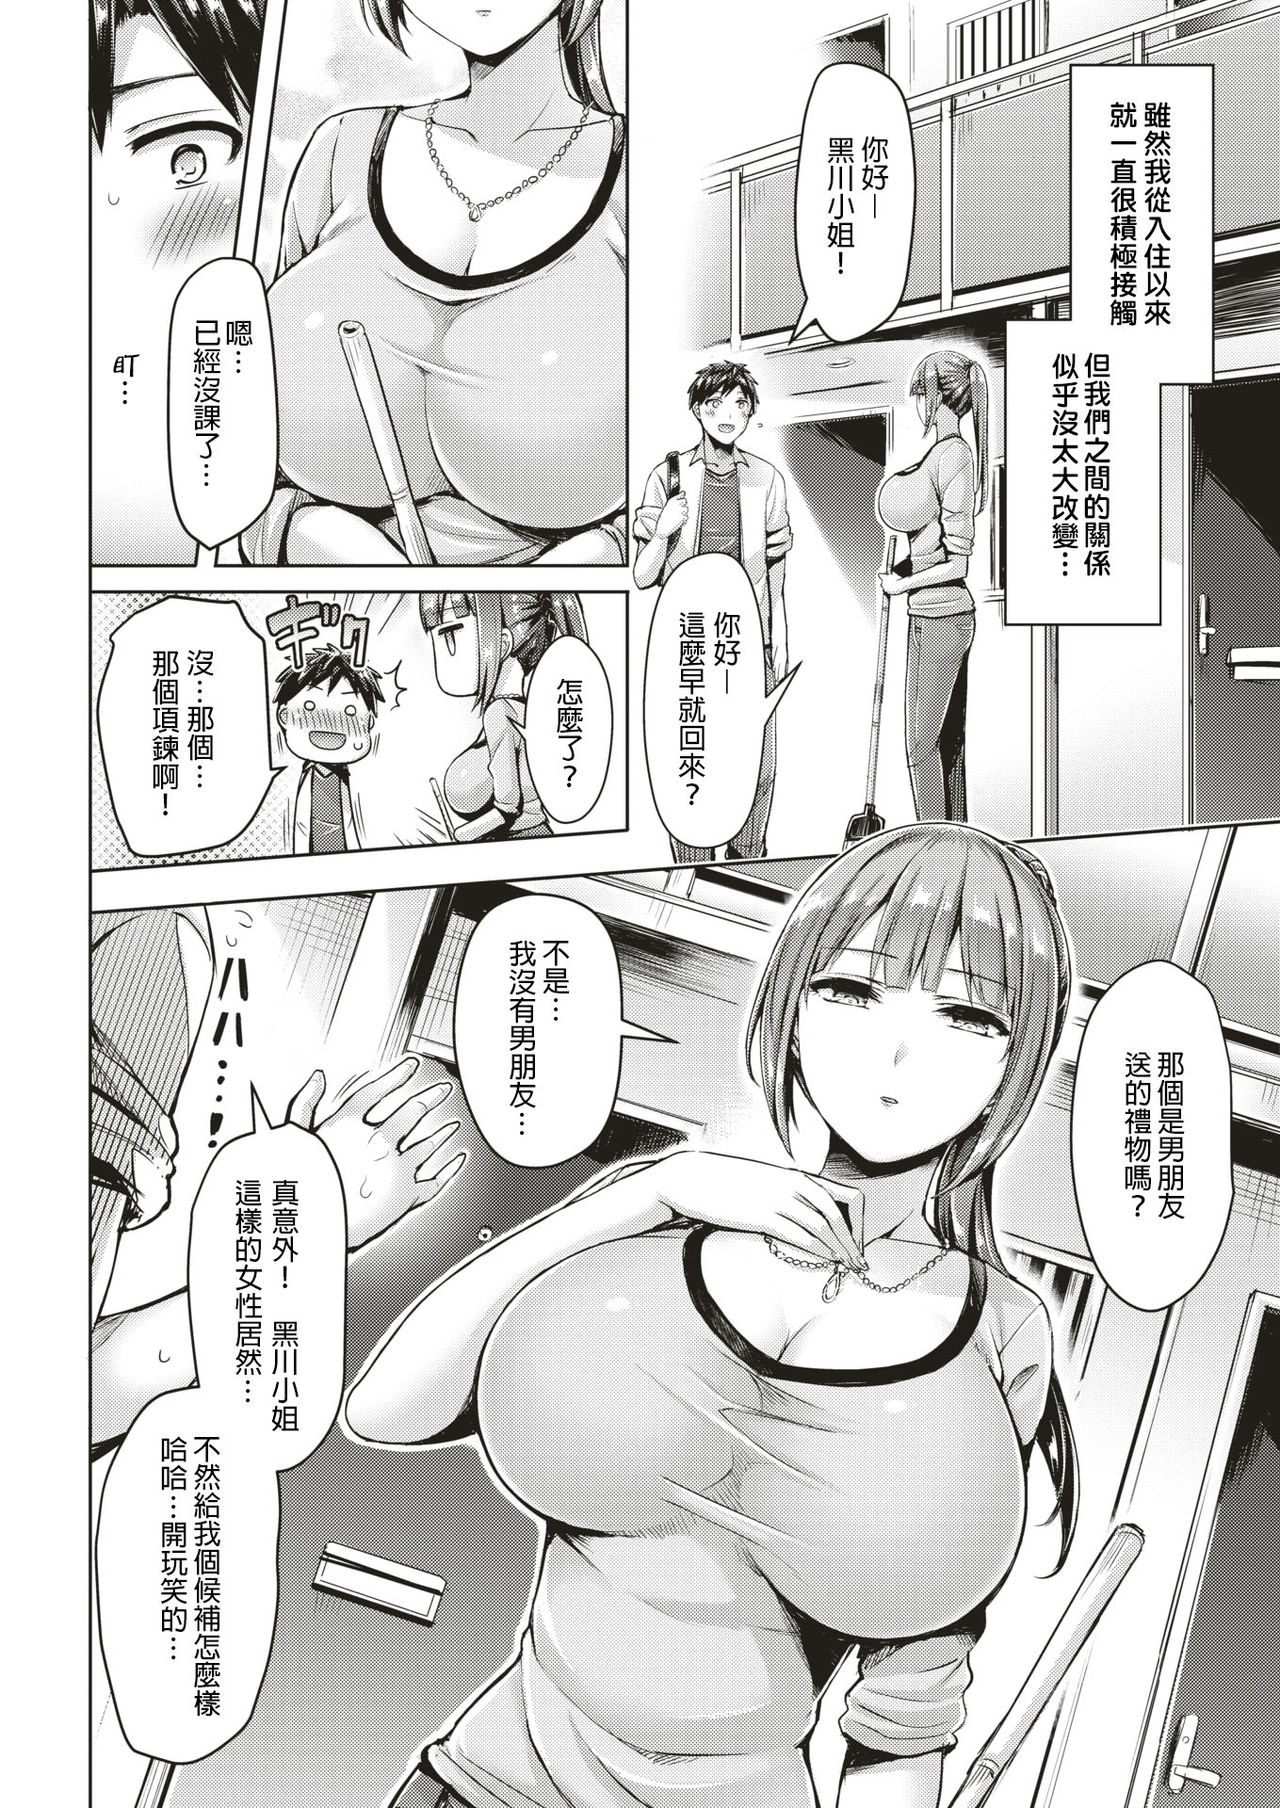 雖然我從入住以來
就一直很積極接觸
但我們之間的關係
似乎沒太大改變…
你好—
黑川小姐！
你好—
這麼早就回來？
嗯…
已經沒課了…
盯…
怎麼了？
ギク
沒…那個…
那個項鍊啊！
那個是男朋友
送的禮物嗎？
不是…
我沒有男朋友…
ハハハ…！
真意外！黑川小姐
這樣的女性居然…
不然給我個候補怎麼樣
哈哈…開玩笑的…